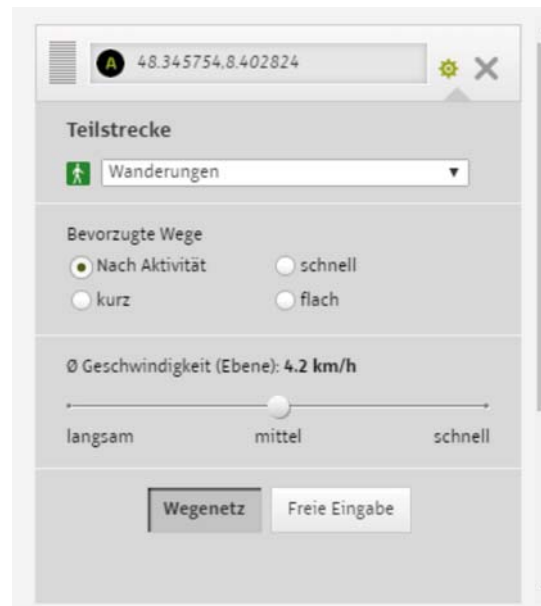 A 48.345754,8.402824
Teilstrecke
Wanderungen
Bevorzugte Wege
Nach Aktivität schnell
kurz flach
Ø Geschwindigkeit (Ebene): 4.2 km/h
langsam mittel schnell
Wegenetz Freie Eingabe